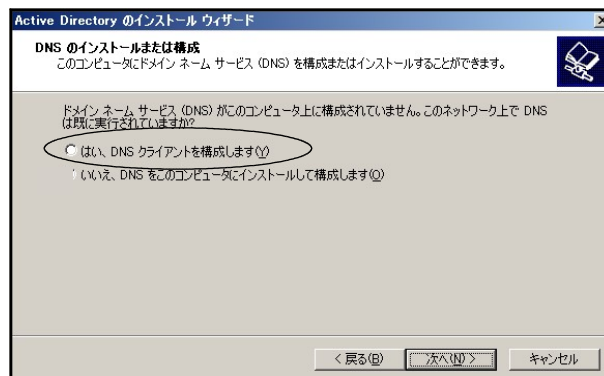 Active Directory のインストール ウィザード
DNS のインストールまたは構成
このコンピュータにドメイン ネーム サービス (DNS) を構成またはインストールすることができます。
ドメイン ネーム サービス (DNS) がこのコンピュータ上に構成されていません。このネットワーク上で DNS
は既に実行されていますか?
はい、DNS クライアントを構成します(Y)
いいえ、DNS をこのコンピュータにインストールして構成します(O)
< 戻る(B)
次へ(N) >
キャンセル